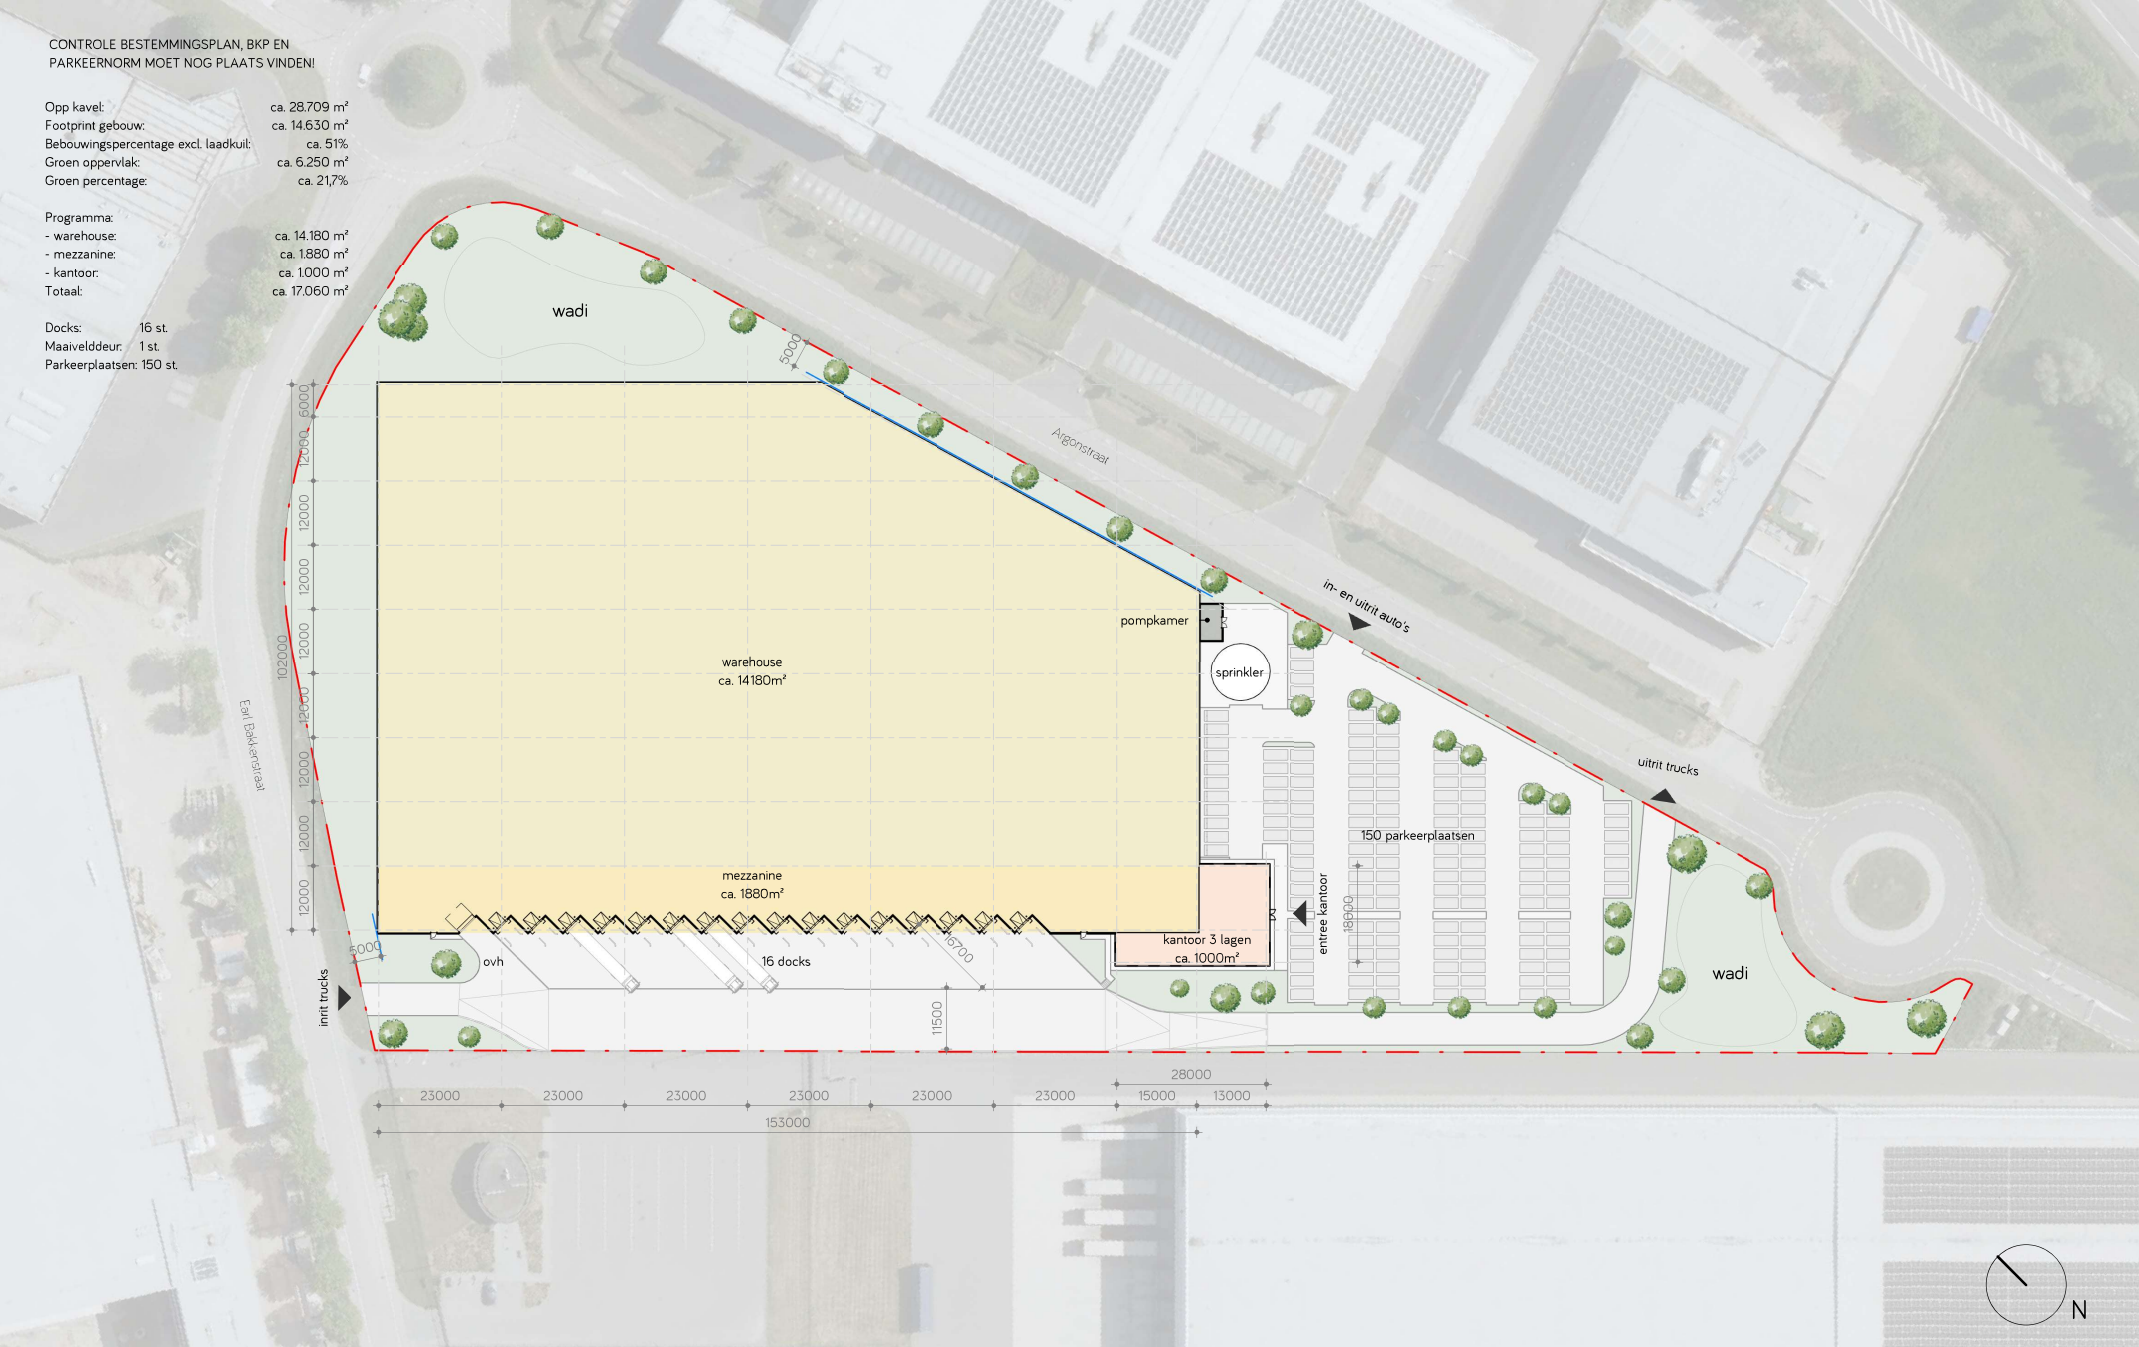 CONTROLE BESTEMMINGSPLAN, BKP EN
PARKEERNORM MOET NOG PLAATS VINDEN!
Opp kavel: ca. 28.709 m²
Footprint gebouw: ca. 14.630 m²
Bebouwingspercentage excl. laadkuil: ca. 51%
Groen oppervlak: ca. 6.250 m²
Groen percentage: ca. 21,7%
Programma:
- warehouse: ca. 14.180 m²
- mezzanine: ca. 1.880 m²
- kantoor: ca. 1.000 m²
Totaal: ca. 17.060 m²
Docks: 16 st.
Maaivelddeur: 1 st.
Parkeerplaatsen: 150 st.
wadi
5000
6000
12000
12000
12000
12000
12000
12000
12000
12000
102000
Argonstraat
in- en uitrit auto's
pompkamer
sprinkler
warehouse
ca. 14180m²
Earl Bakkenstraat
uitrit trucks
150 parkeerplaatsen
mezzanine
ca. 1880m²
entree kantoor
18000
kantoor 3 lagen
ca. 1000m²
5000
ovh
16 docks
16700
wadi
inrit trucks
11500
28000
23000
23000
23000
23000
23000
23000
15000
13000
153000
N